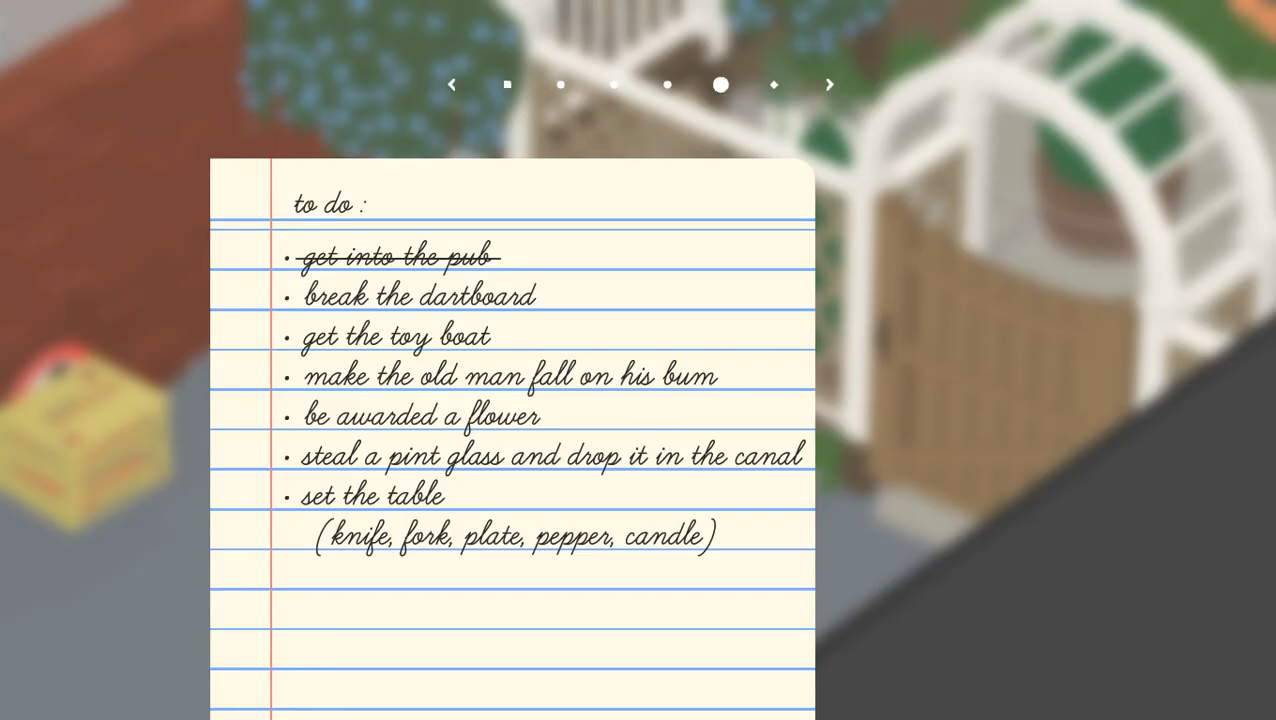 to do :
· get into the pub
· break the dartboard
· get the toy boat
· make the old man fall on his bum
· be awarded a flower
· steal a pint glass and drop it in the canal
· set the table
(knife, fork, plate, pepper, candle)